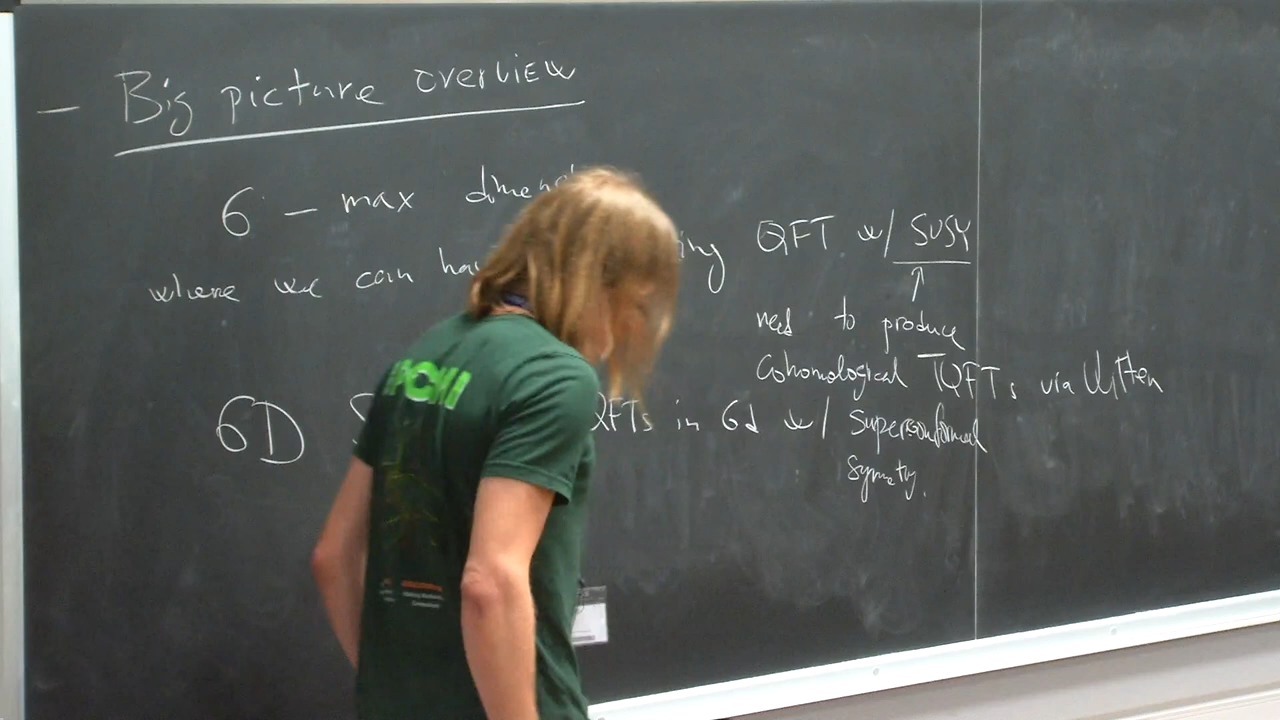 - Big picture overview
6 - max
where we can QFT w/ SUSY
↑
need to produce
Cohomological TQFTs via Witten
6D QFTs in 6d w/ Superconformal
Symmetry.